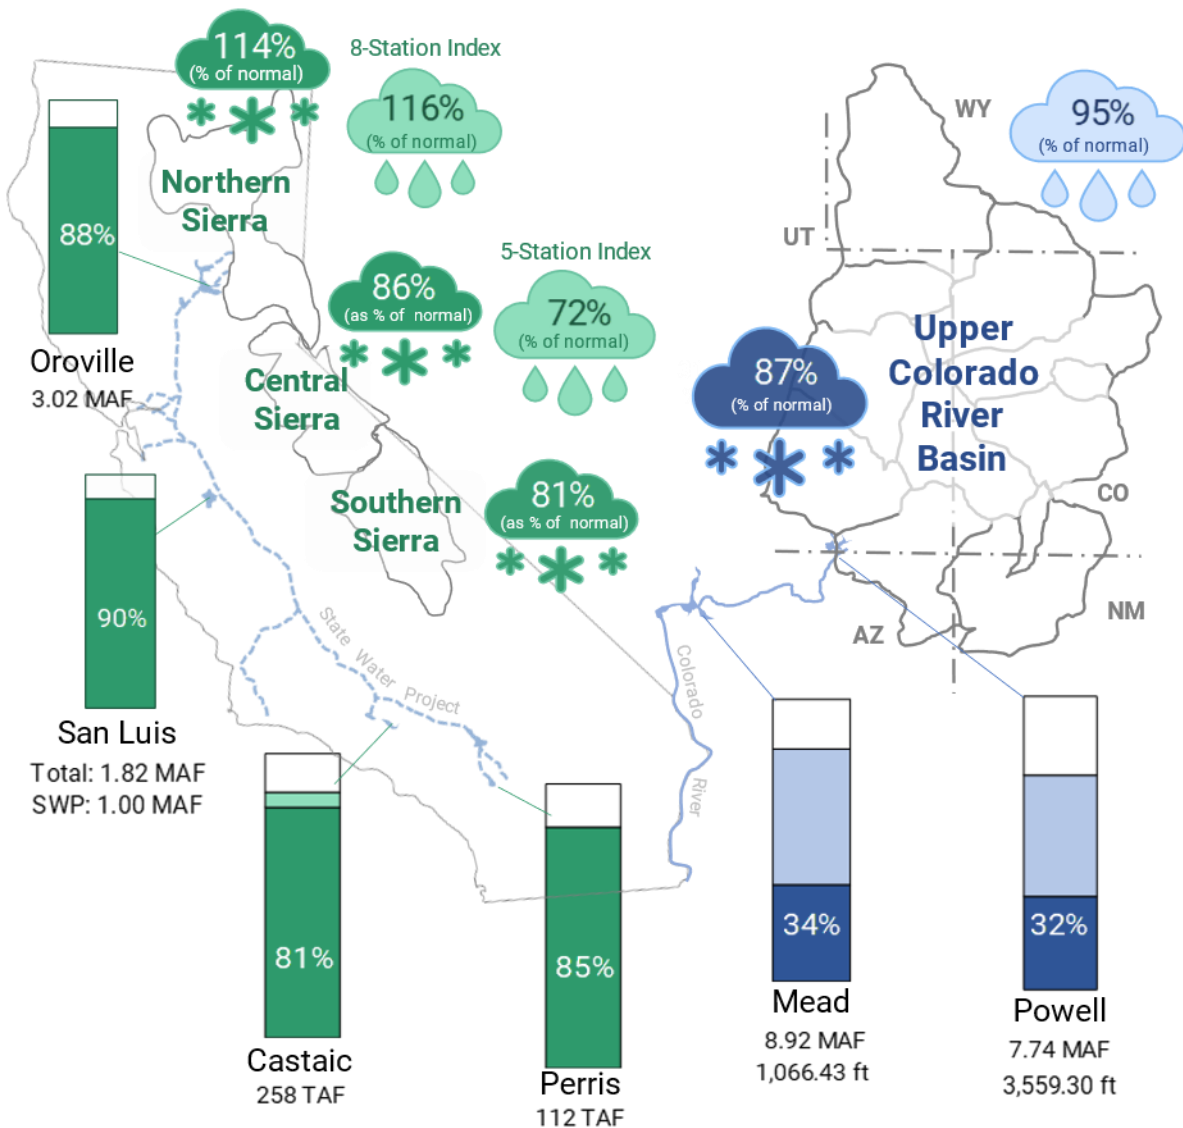 114%
(% of normal)
8-Station Index
116%
(% of normal)
WY
95%
(% of normal)
Northern
Sierra
88%
UT
5-Station Index
86%
(as % of normal)
72%
(% of normal)
Oroville
3.02 MAF
Central
Sierra
87%
(% of normal)
Upper
Colorado
River
Basin
Southern
Sierra
81%
(as % of normal)
CO
90%
State Water Project
Colorado
River
AZ
NM
San Luis
Total: 1.82 MAF
SWP: 1.00 MAF
81%
Castaic
258 TAF
85%
Perris
112 TAF
34%
Mead
8.92 MAF
1,066.43 ft
32%
Powell
7.74 MAF
3,559.30 ft